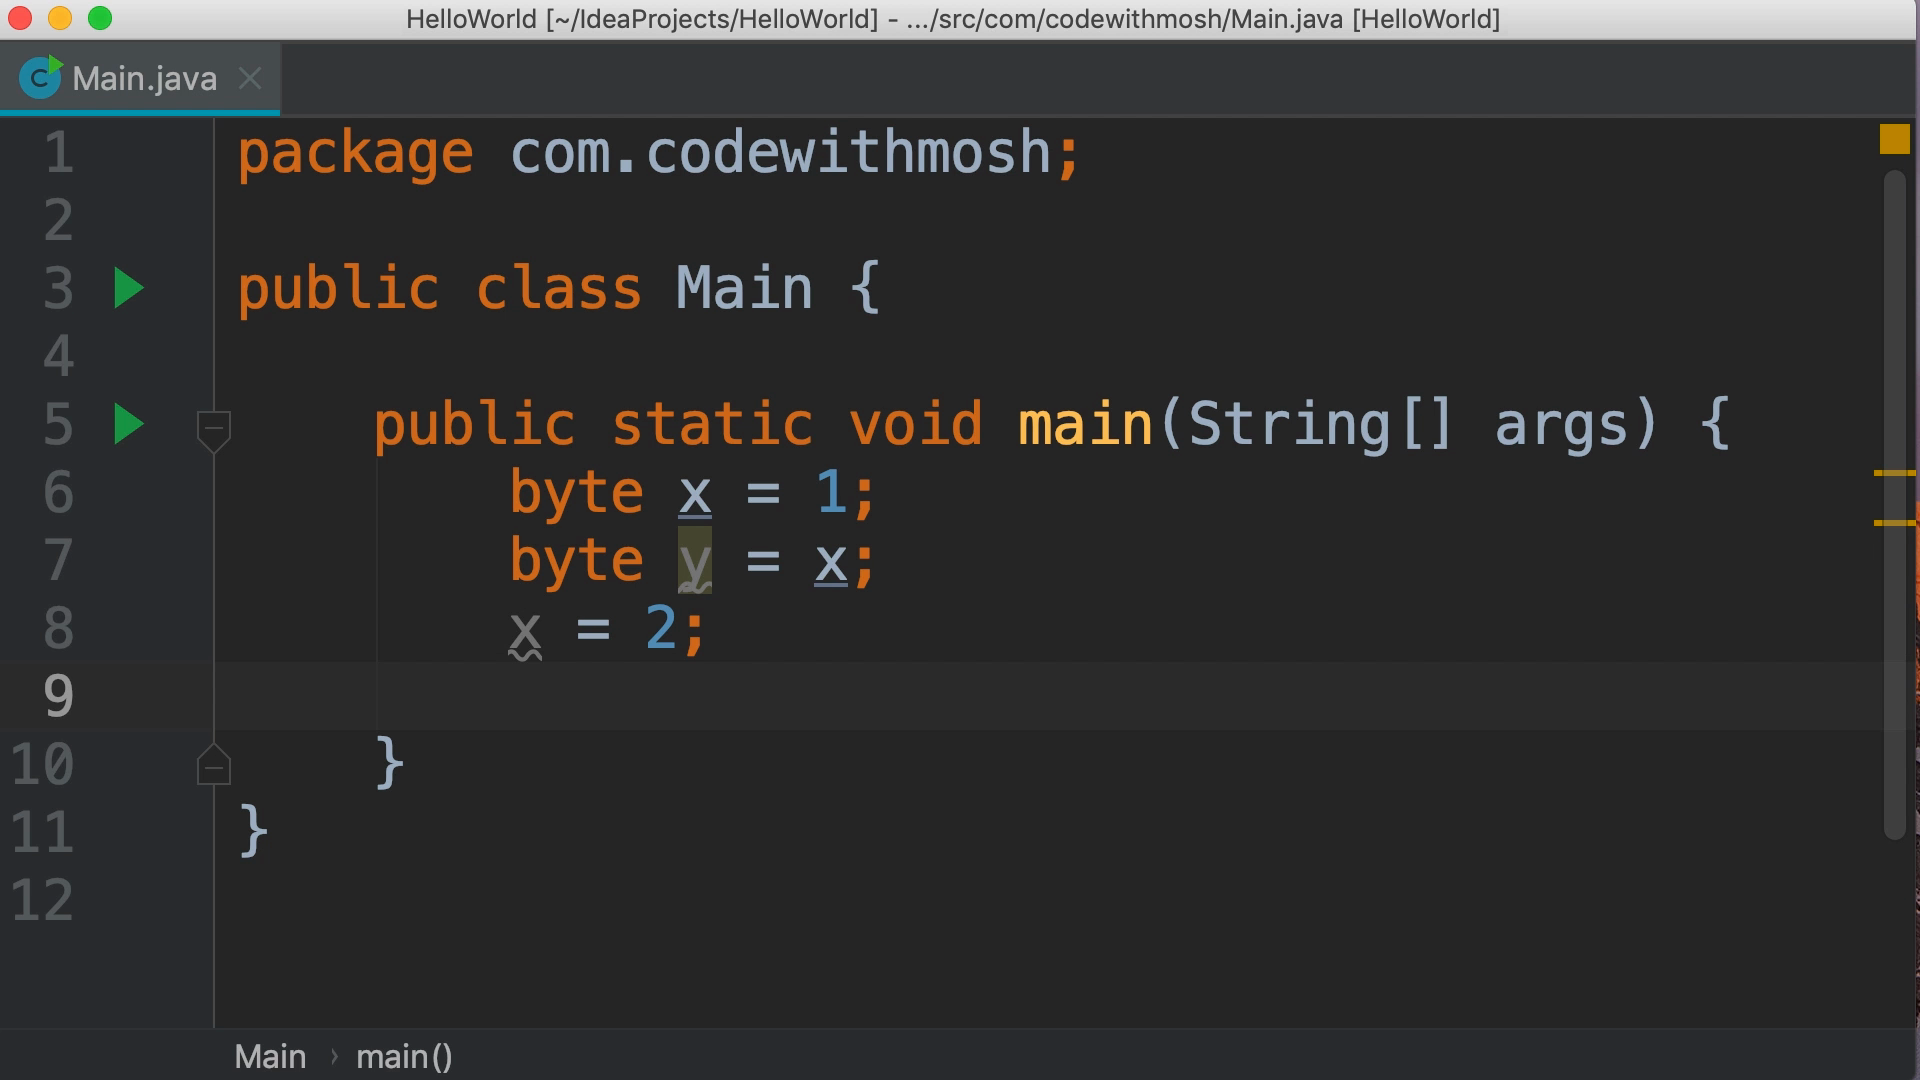 HelloWorld [~/IdeaProjects/HelloWorld] - .../src/com/codewithmosh/Main.java [HelloWorld]
C Main.java
1 package com.codewithmosh;
2
3 public class Main {
4
5 public static void main(String[] args) {
6 byte x = 1;
7 byte y = x;
8 x = 2;
9
10 }
11 }
12
Main › main()